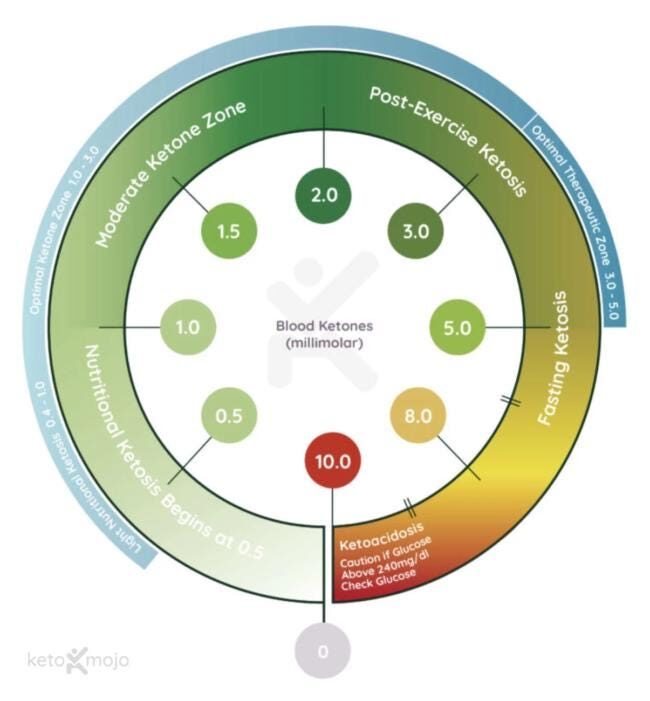 Post-Exercise Ketosis
Moderate Ketone Zone
Optimal Ketone Zone 1.0 - 3.0
Optimal Therapeutic Zone 3.0 - 5.0
2.0
1.5
3.0
1.0
Blood Ketones
(millimolar)
5.0
Fasting Ketosis
0.5
8.0
Nnutritional Ketosis Begins at 0.5
Light Nutritional Ketosis 0.4 - 1.0
10.0
Ketoacidosis
Caution if Glucose
Above 240mg/dl
Check Glucose
0
keto mojo